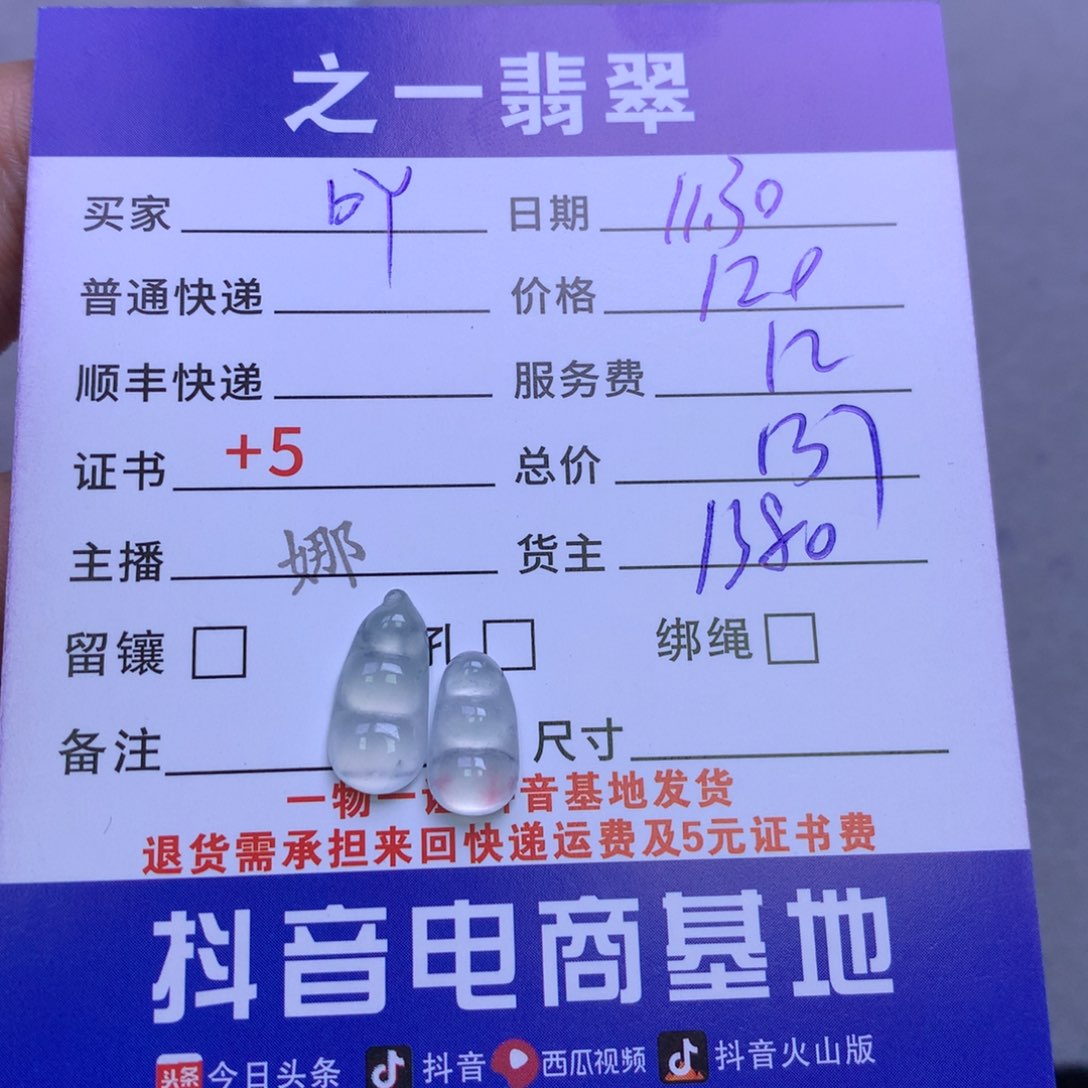 之一翡翠
买家 by 日期 11.30
普通快递 价格 120
顺丰快递 服务费 12
证书 +5 总价 137
主播 娜 货主 1380
留镶 孔 绑绳
备注 尺寸
一物一证 音基地发货
退货需承担来回快递运费及5元证书费
抖音电商基地
头条 今日头条 抖音 西瓜视频 抖音火山版